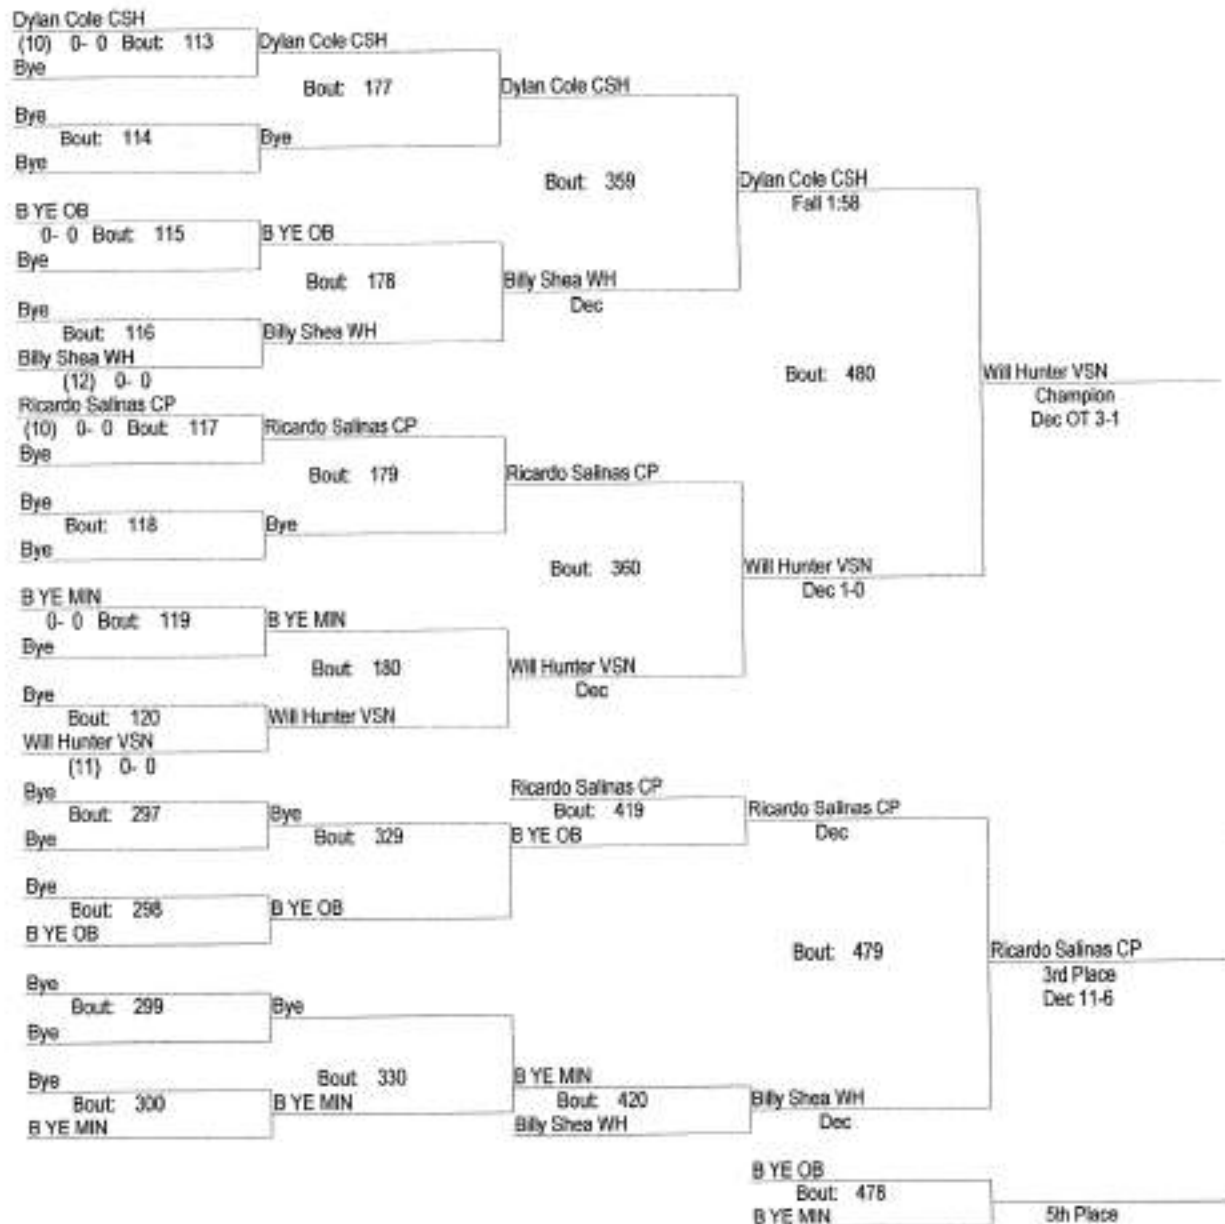 Dylan Cole CSH
(10) 0- 0 Bout: 113
Bye
Dylan Cole CSH
Bout: 177
Dylan Cole CSH
Bye
Bout: 114
Bye
Bye
Bout: 359
Dylan Cole CSH
Fall 1:58
B YE OB
0- 0 Bout: 115
Bye
B YE OB
Bout: 178
Billy Shea WH
Dec
Bye
Bout: 116
Billy Shea WH
(12) 0- 0
Billy Shea WH
Bout: 480
Will Hunter VSN
Champion
Dec OT 3-1
Ricardo Salinas CP
(10) 0- 0 Bout: 117
Bye
Ricardo Salinas CP
Bout: 179
Ricardo Salinas CP
Bye
Bout: 118
Bye
Bye
Bout: 360
Will Hunter VSN
Dec 1-0
B YE MIN
0- 0 Bout: 119
Bye
B YE MIN
Bout: 180
Will Hunter VSN
Dec
Bye
Bout: 120
Will Hunter VSN
(11) 0- 0
Will Hunter VSN
Bye
Bout: 297
Bye
Bye
Bout: 329
Ricardo Salinas CP
Bout: 419
B YE OB
Ricardo Salinas CP
Dec
Bye
Bout: 298
B YE OB
B YE OB
Bout: 479
Ricardo Salinas CP
3rd Place
Dec 11-6
Bye
Bout: 299
Bye
Bye
Bout: 330
B YE MIN
Bout: 420
Billy Shea WH
Billy Shea WH
Dec
Bye
Bout: 300
B YE MIN
B YE MIN
B YE OB
Bout: 478
B YE MIN
5th Place